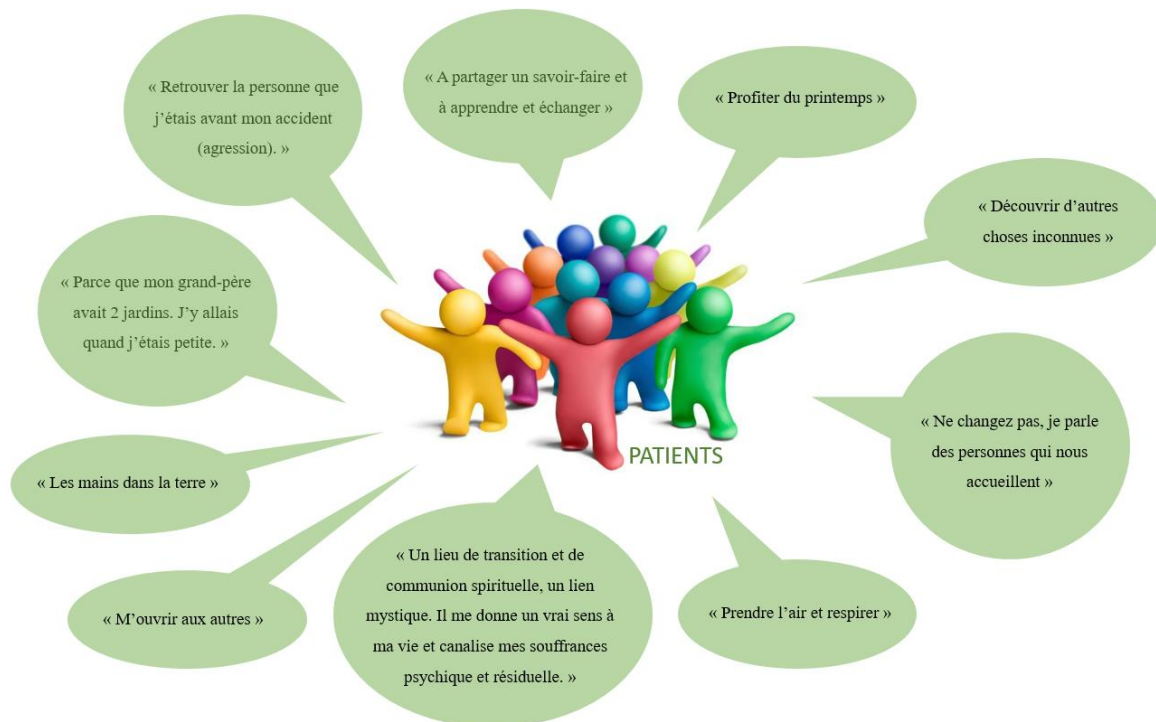 « Retrouver la personne que
j’étais avant mon accident
(agression). »
« A partager un savoir-faire et
à apprendre et échanger »
« Profiter du printemps »
« Découvrir d’autres
choses inconnues »
« Parce que mon grand-père
avait 2 jardins. J’y allais
quand j’étais petite. »
« Ne changez pas, je parle
des personnes qui nous
accueillent »
PATIENTS
« Les mains dans la terre »
« Un lieu de transition et de
communion spirituelle, un lien
mystique. Il me donne un vrai sens à
ma vie et canalise mes souffrances
psychique et résiduelle. »
« M’ouvrir aux autres »
« Prendre l’air et respirer »